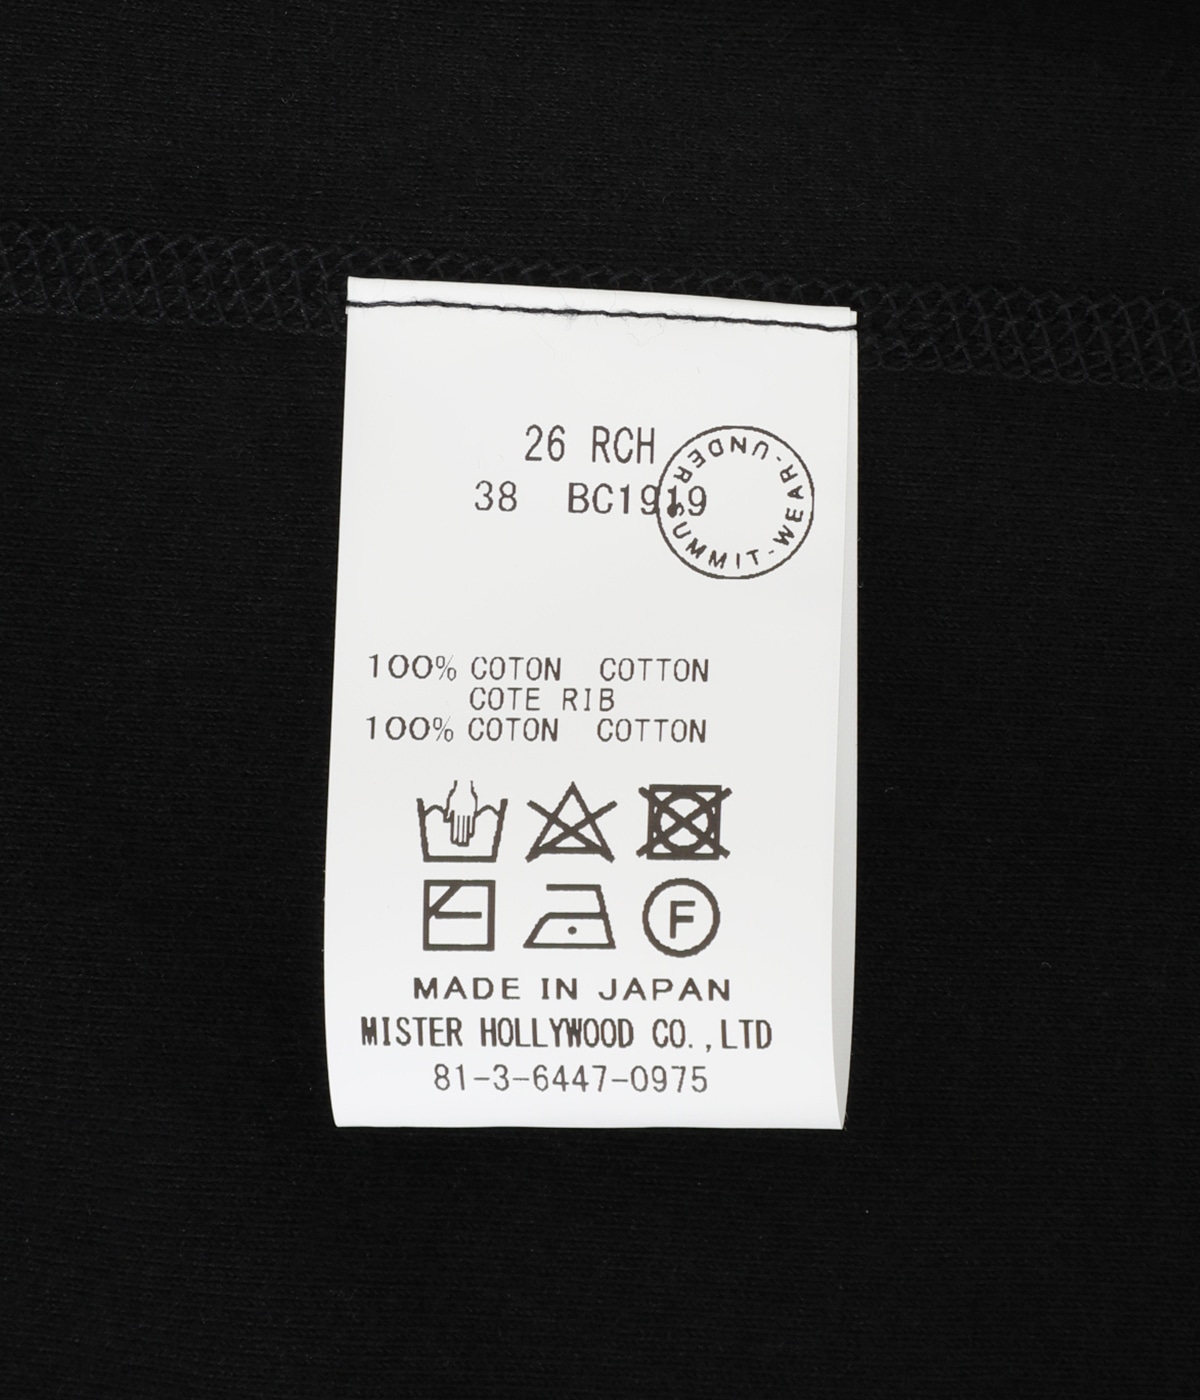 26 RCH
38 BC1919
SUMMIT-WEAR-UNDER
100% COTON COTTON
COTE RIB
100% COTON COTTON
F
MADE IN JAPAN
MISTER HOLLYWOOD CO.,LTD
81-3-6447-0975